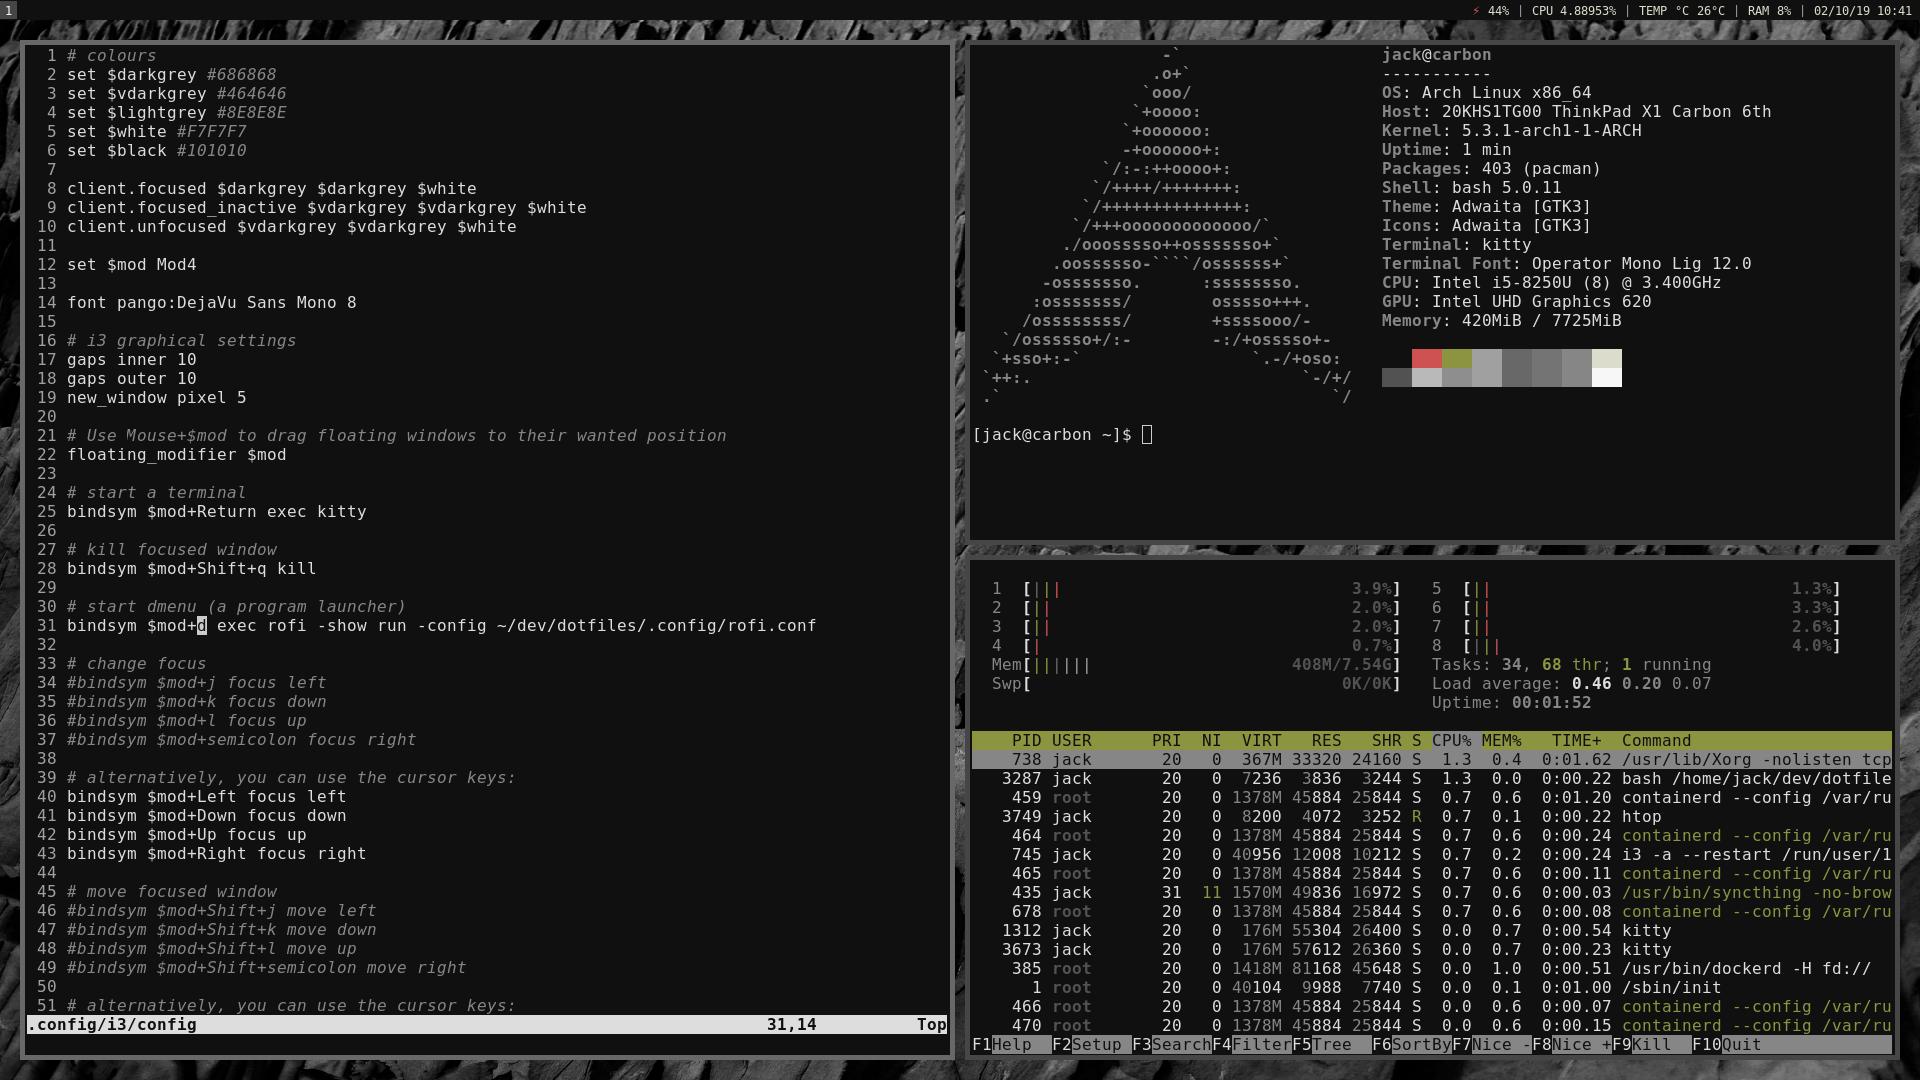 1
⚡ 44% | CPU 4.88953% | TEMP °C 26°C | RAM 8% | 02/10/19 10:41
1 # colours
2 set $darkgrey #686868
3 set $vdarkgrey #464646
4 set $lightgrey #8E8E8E
5 set $white #F7F7F7
6 set $black #101010
7
8 client.focused $darkgrey $darkgrey $white
9 client.focused_inactive $vdarkgrey $vdarkgrey $white
10 client.unfocused $vdarkgrey $vdarkgrey $white
11
12 set $mod Mod4
13
14 font pango:DejaVu Sans Mono 8
15
16 # i3 graphical settings
17 gaps inner 10
18 gaps outer 10
19 new_window pixel 5
20
21 # Use Mouse+$mod to drag floating windows to their wanted position
22 floating_modifier $mod
23
24 # start a terminal
25 bindsym $mod+Return exec kitty
26
27 # kill focused window
28 bindsym $mod+Shift+q kill
29
30 # start dmenu (a program launcher)
31 bindsym $mod+d exec rofi -show run -config ~/dev/dotfiles/.config/rofi.conf
32
33 # change focus
34 #bindsym $mod+j focus left
35 #bindsym $mod+k focus down
36 #bindsym $mod+l focus up
37 #bindsym $mod+semicolon focus right
38
39 # alternatively, you can use the cursor keys:
40 bindsym $mod+Left focus left
41 bindsym $mod+Down focus down
42 bindsym $mod+Up focus up
43 bindsym $mod+Right focus right
44
45 # move focused window
46 #bindsym $mod+Shift+j move left
47 #bindsym $mod+Shift+k move down
48 #bindsym $mod+Shift+l move up
49 #bindsym $mod+Shift+semicolon move right
50
51 # alternatively, you can use the cursor keys:
.config/i3/config 31,14 Top
-`
.o+`
`ooo/
`+oooo:
`+oooooo:
-+oooooo+:
`/:-:++oooo+:
`/++++/+++++++:
`/++++++++++++++:
`/+++ooooooooooooo/`
./ooosssso++osssssso+`
.oossssso-````/ossssss+`
-osssssso. :ssssssso.
:osssssss/ osssso+++.
/ossssssss/ +ssssooo/-
`/ossssso+/:- -:/+osssso+-
`+sso+:-` `.-/+oso:
`++:. `-/+/
.` `/
jack@carbon
-----------
OS: Arch Linux x86_64
Host: 20KHS1TG00 ThinkPad X1 Carbon 6th
Kernel: 5.3.1-arch1-1-ARCH
Uptime: 1 min
Packages: 403 (pacman)
Shell: bash 5.0.11
Theme: Adwaita [GTK3]
Icons: Adwaita [GTK3]
Terminal: kitty
Terminal Font: Operator Mono Lig 12.0
CPU: Intel i5-8250U (8) @ 3.400GHz
GPU: Intel UHD Graphics 620
Memory: 420MiB / 7725MiB
[jack@carbon ~]$
1 [||| 3.9%] 5 [|| 1.3%]
2 [|| 2.0%] 6 [|| 3.3%]
3 [|| 2.0%] 7 [|| 2.6%]
4 [| 0.7%] 8 [||| 4.0%]
Mem[|||||| 408M/7.54G] Tasks: 34, 68 thr; 1 running
Swp[ 0K/0K] Load average: 0.46 0.20 0.07
Uptime: 00:01:52
PID USER PRI NI VIRT RES SHR S CPU% MEM% TIME+ Command
738 jack 20 0 367M 33320 24160 S 1.3 0.4 0:01.62 /usr/lib/Xorg -nolisten tcp
3287 jack 20 0 7236 3836 3244 S 1.3 0.0 0:00.22 bash /home/jack/dev/dotfile
459 root 20 0 1378M 45884 25844 S 0.7 0.6 0:01.20 containerd --config /var/ru
3749 jack 20 0 8200 4072 3252 R 0.7 0.1 0:00.22 htop
464 root 20 0 1378M 45884 25844 S 0.7 0.6 0:00.24 containerd --config /var/ru
745 jack 20 0 40956 12008 10212 S 0.7 0.2 0:00.24 i3 -a --restart /run/user/1
465 root 20 0 1378M 45884 25844 S 0.7 0.6 0:00.11 containerd --config /var/ru
435 jack 31 11 1570M 49836 16972 S 0.7 0.6 0:00.03 /usr/bin/syncthing -no-brow
678 root 20 0 1378M 45884 25844 S 0.7 0.6 0:00.08 containerd --config /var/ru
1312 jack 20 0 176M 55304 26400 S 0.0 0.7 0:00.54 kitty
3673 jack 20 0 176M 57612 26360 S 0.0 0.7 0:00.23 kitty
385 root 20 0 1418M 81168 45648 S 0.0 1.0 0:00.51 /usr/bin/dockerd -H fd://
1 root 20 0 40104 9988 7740 S 0.0 0.1 0:01.00 /sbin/init
466 root 20 0 1378M 45884 25844 S 0.0 0.6 0:00.07 containerd --config /var/ru
470 root 20 0 1378M 45884 25844 S 0.0 0.6 0:00.15 containerd --config /var/ru
F1Help F2Setup F3SearchF4FilterF5Tree F6SortByF7Nice -F8Nice +F9Kill F10Quit